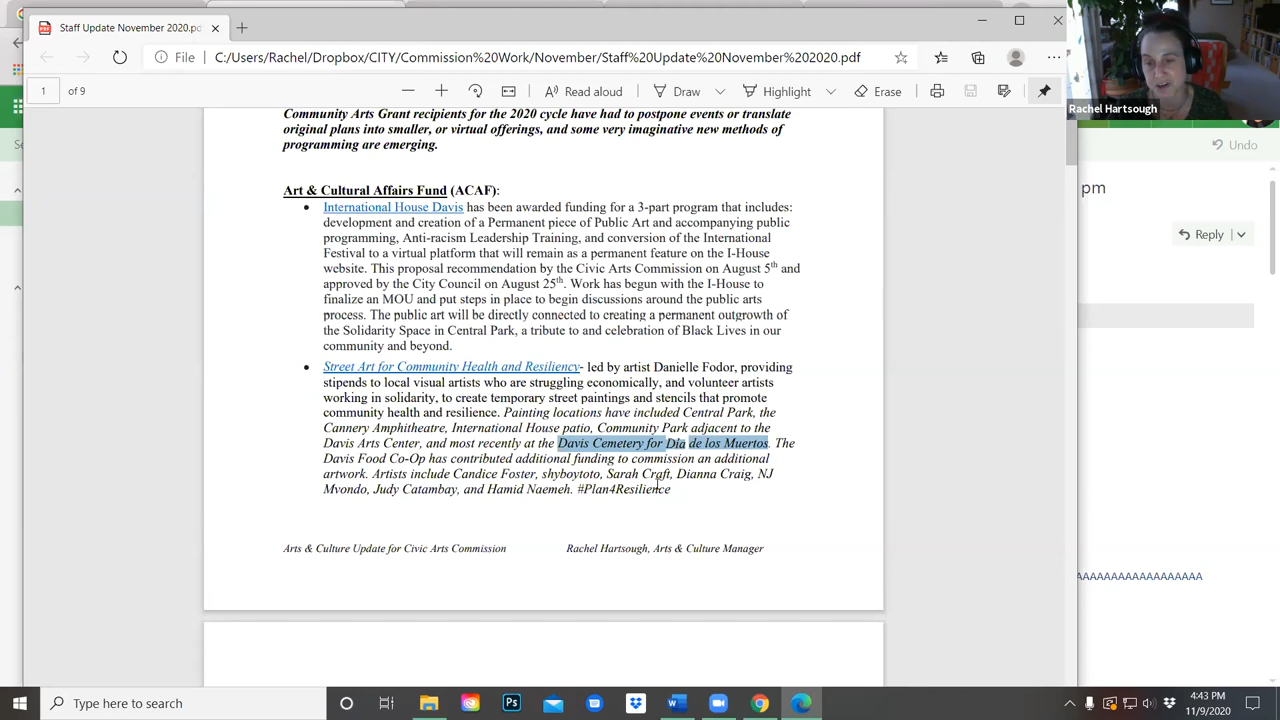 Staff Update November 2020.pd
File
C:/Users/Rachel/Dropbox/CITY/Commission%20Work/November/Staff%20Update%20November%202020.pdf
1 of 9
Read aloud
Draw
Highlight
Erase
Rachel Hartsough
Undo
pm
Reply
Community Arts Grant recipients for the 2020 cycle have had to postpone events or translate
original plans into smaller, or virtual offerings, and some very imaginative new methods of
programming are emerging.
Art & Cultural Affairs Fund (ACAF):
• International House Davis has been awarded funding for a 3-part program that includes:
development and creation of a Permanent piece of Public Art and accompanying public
programming, Anti-racism Leadership Training, and conversion of the International
Festival to a virtual platform that will remain as a permanent feature on the I-House
website. This proposal recommendation by the Civic Arts Commission on August 5th and
approved by the City Council on August 25th. Work has begun with the I-House to
finalize an MOU and put steps in place to begin discussions around the public arts
process. The public art will be directly connected to creating a permanent outgrowth of
the Solidarity Space in Central Park, a tribute to and celebration of Black Lives in our
community and beyond.
• Street Art for Community Health and Resiliency- led by artist Danielle Fodor, providing
stipends to local visual artists who are struggling economically, and volunteer artists
working in solidarity, to create temporary street paintings and stencils that promote
community health and resilience. Painting locations have included Central Park, the
Cannery Amphitheatre, International House patio, Community Park adjacent to the
Davis Arts Center, and most recently at the Davis Cemetery for Día de los Muertos. The
Davis Food Co-Op has contributed additional funding to commission an additional
artwork. Artists include Candice Foster, shyboytoto, Sarah Craft, Dianna Craig, NJ
Mvondo, Judy Catambay, and Hamid Naemeh. #Plan4Resilience
Arts & Culture Update for Civic Arts Commission
Rachel Hartsough, Arts & Culture Manager
AAAAAAAAAAAAAAAAAA
Type here to search
4:43 PM
11/9/2020